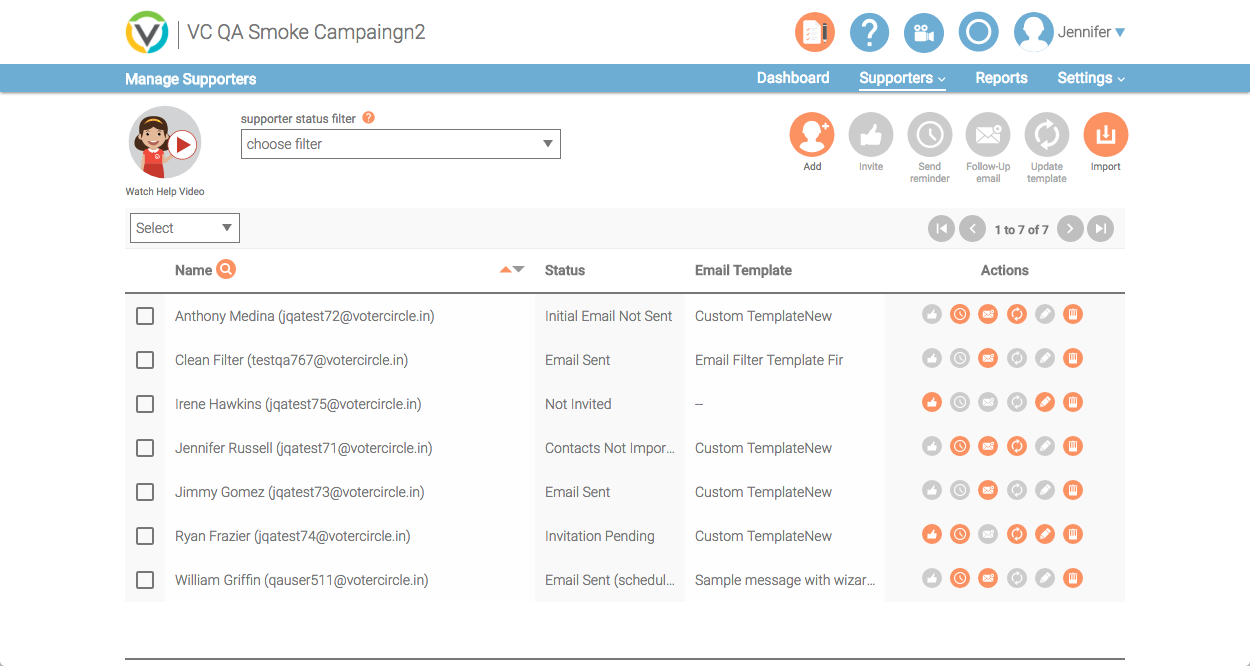 VC QA Smoke Campaingn2
Jennifer
Manage Supporters
Dashboard Supporters Reports Settings
supporter status filter ?
choose filter
Watch Help Video
Add
Invite
Send
reminder
Follow-Up
email
Update
template
Import
Select
1 to 7 of 7
Name Status Email Template Actions
Anthony Medina (jqatest72@votercircle.in) Initial Email Not Sent Custom TemplateNew
Clean Filter (testqa767@votercircle.in) Email Sent Email Filter Template Fir
Irene Hawkins (jqatest75@votercircle.in) Not Invited --
Jennifer Russell (jqatest71@votercircle.in) Contacts Not Impor... Custom TemplateNew
Jimmy Gomez (jqatest73@votercircle.in) Email Sent Custom TemplateNew
Ryan Frazier (jqatest74@votercircle.in) Invitation Pending Custom TemplateNew
William Griffin (qauser511@votercircle.in) Email Sent (schedul... Sample message with wizar...